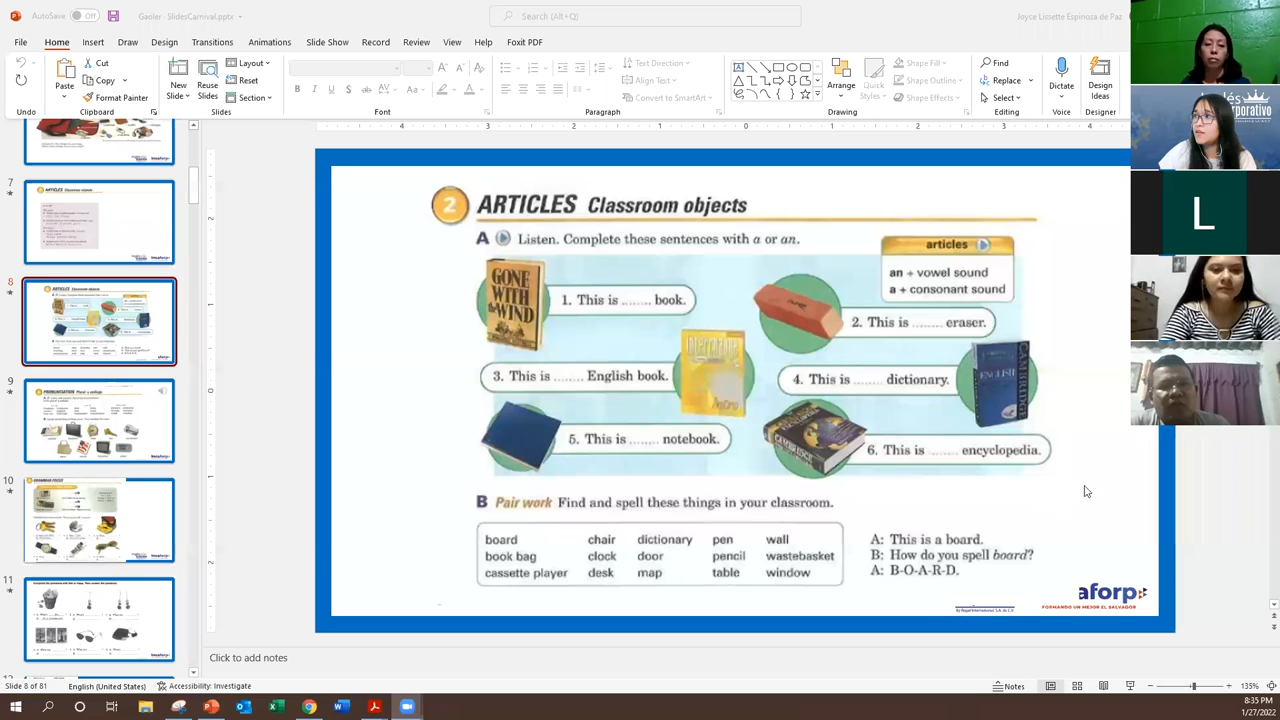 AutoSave Off Gaoler - SlidesCarnival.pptx Search (Alt+Q) Joyce Lissette Espinoza de Paz
File Home Insert Draw Design Transitions Animations Slide Show Record Review View Help Foxit PDF
Paste Cut Copy Format Painter
New Slide Reuse Slides Layout Reset Section
Text Direction Align Text Convert to SmartArt
Arrange Quick Styles Shape Fill Shape Outline Shape Effects
Find Replace Select
Dictate Design Ideas
Undo Clipboard Slides Font Paragraph Drawing Editing Voice Designer
7
8
9
10
11
2 ARTICLES Classroom objects
Listen. Complete these sentences with a or an.
articles
an + vowel sound
a + consonant sound
GONE
This is ........ book.
2. This is ........ eraser.
3. This is ........ English book.
4. This is ........ dictionary.
ENGLISH
CAMBRIDGE
5. This is ........ notebook.
6. This is ........ encyclopedia.
B Pair work Find and spell these things in your classroom.
board chair dictionary pen wall
book bag clock door pencil wastebasket
cassette player desk map table window
A: This is a board.
B: How do you spell board?
A: B-O-A-R-D.
aforp
FORMANDO UN MEJOR EL SALVADOR
L
Click to add notes
Slide 8 of 81 English (United States) Accessibility: Investigate Notes 135%
8:35 PM
1/27/2022